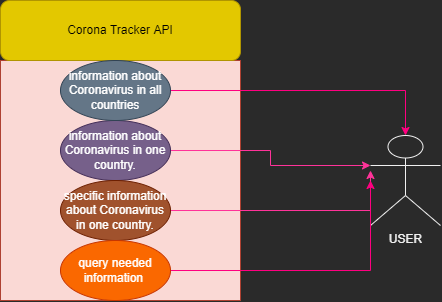 Corona Tracker API
information about
Coronavirus in all
countries
information about
Coronavirus in one
country.
specific information
about Coronavirus
in one country.
query needed
information
USER